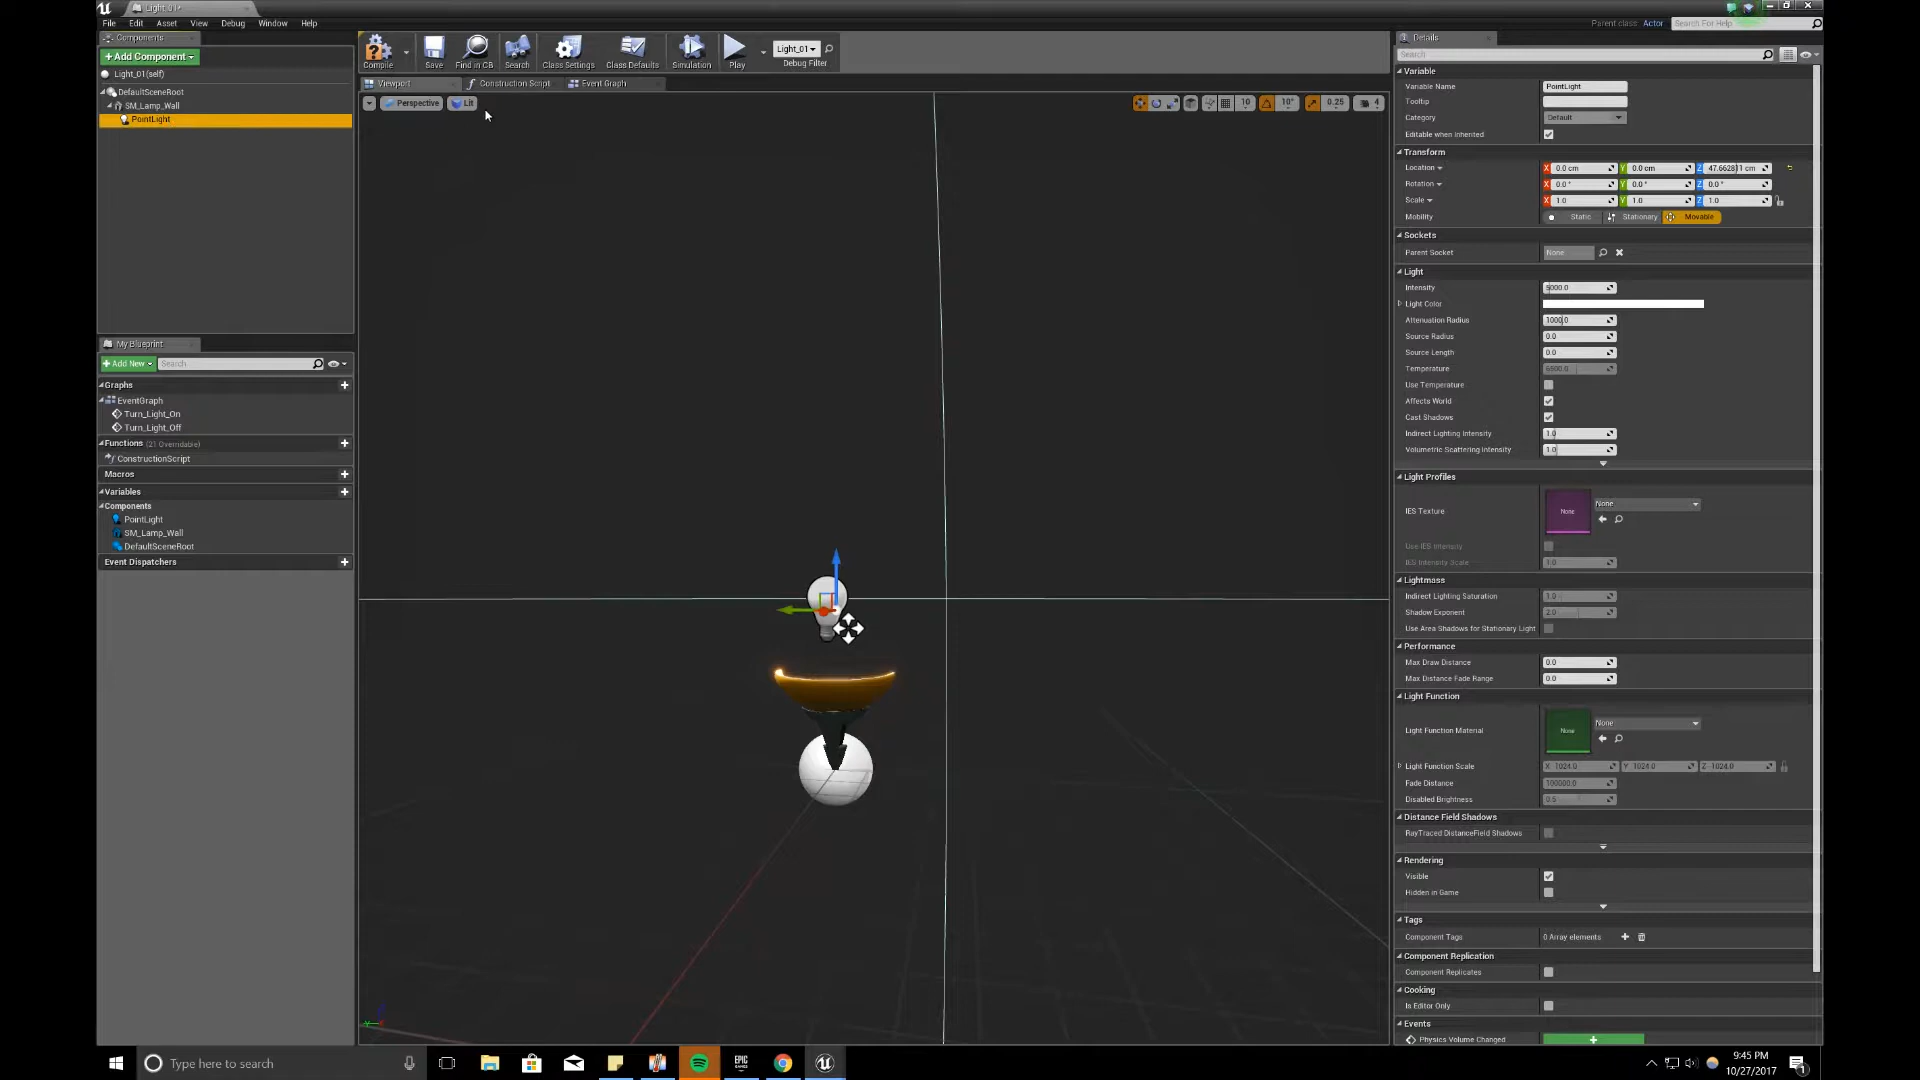 Light_01*
File Edit Asset View Debug Window Help
Parent class: Actor Search For Help
Components
+Add Component
Light_01(self)
DefaultSceneRoot
SM_Lamp_Wall
PointLight
Compile Save Find in CB Search Class Settings Class Defaults Simulation Play
Light_01
Debug Filter
Viewport Construction Script Event Graph
Perspective Lit
10 10° 0.25 4
My Blueprint
+Add New Search
Graphs
EventGraph
Turn_Light_On
Turn_Light_Off
Functions (21 Overridable)
ConstructionScript
Macros
Variables
Components
PointLight
SM_Lamp_Wall
DefaultSceneRoot
Event Dispatchers
Details
Search
Variable
Variable Name PointLight
Tooltip
Category Default
Editable when Inherited
Transform
Location X 0.0 cm Y 0.0 cm Z 47.662811 cm
Rotation X 0.0 ° Y 0.0 ° Z 0.0 °
Scale X 1.0 Y 1.0 Z 1.0
Mobility Static Stationary Movable
Sockets
Parent Socket None
Light
Intensity 5000.0
Light Color
Attenuation Radius 1000.0
Source Radius 0.0
Source Length 0.0
Temperature 6500.0
Use Temperature
Affects World
Cast Shadows
Indirect Lighting Intensity 1.0
Volumetric Scattering Intensity 1.0
Light Profiles
IES Texture None None
Use IES Intensity
IES Intensity Scale 1.0
Lightmass
Indirect Lighting Saturation 1.0
Shadow Exponent 2.0
Use Area Shadows for Stationary Light
Performance
Max Draw Distance 0.0
Max Distance Fade Range 0.0
Light Function
Light Function Material None None
Light Function Scale X 1024.0 Y 1024.0 Z 1024.0
Fade Distance 100000.0
Disabled Brightness 0.5
Distance Field Shadows
RayTraced DistanceField Shadows
Rendering
Visible
Hidden in Game
Tags
Component Tags 0 Array elements
Component Replication
Component Replicates
Cooking
Is Editor Only
Events
Physics Volume Changed
Type here to search
EPIC GAMES
9:45 PM
10/27/2017